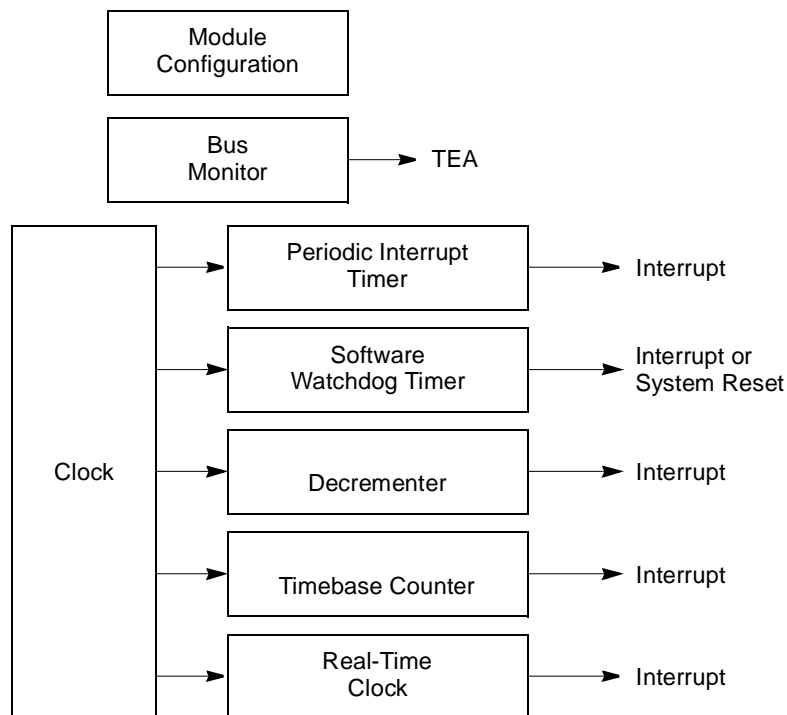 Module
Configuration
Bus
Monitor
TEA
Clock
Periodic Interrupt
Timer
Interrupt
Software
Watchdog Timer
Interrupt or
System Reset
Decrementer
Interrupt
Timebase Counter
Interrupt
Real-Time
Clock
Interrupt